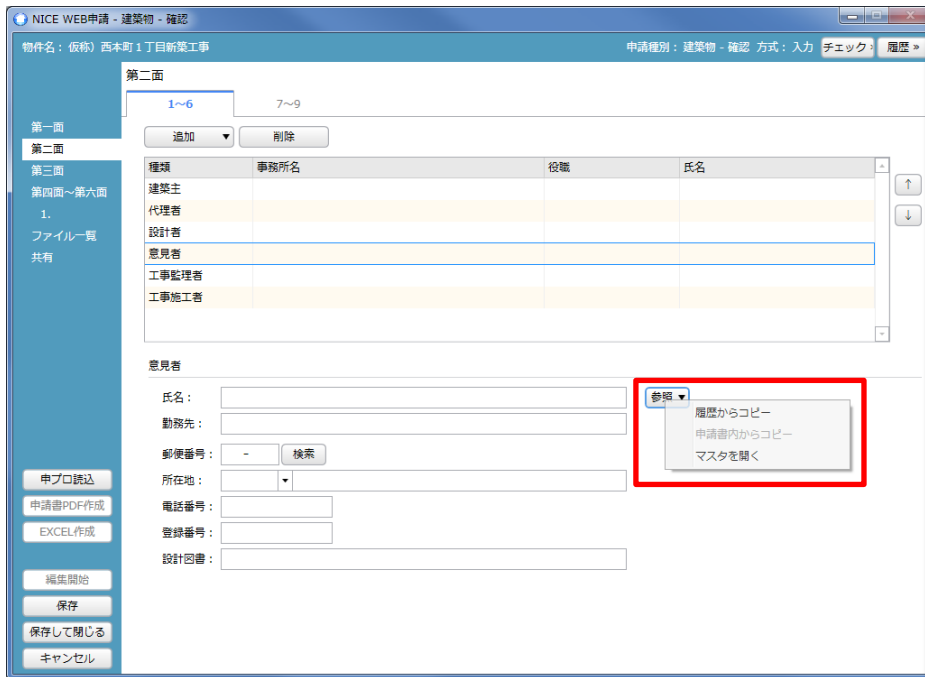 NICE WEB申請 - 建築物 - 確認
物件名： 仮称）西本町１丁目新築工事 申請種別： 建築物 - 確認 方式： 入力 チェック » 履歴 »
第二面
1～6 7～9
追加 ▼ 削除
第一面
第二面
第三面
第四面～第六面
1.
ファイル一覧
共有
種類 事務所名 役職 氏名
建築主
代理者
設計者
意見者
工事監理者
工事施工者
↑
↓
意見者
氏名： 参照 ▼
勤務先：
郵便番号： - 検索
所在地： ▼
電話番号：
登録番号：
設計図書：
履歴からコピー
申請書内からコピー
マスタを開く
申プロ読込
申請書PDF作成
EXCEL作成
編集開始
保存
保存して閉じる
キャンセル